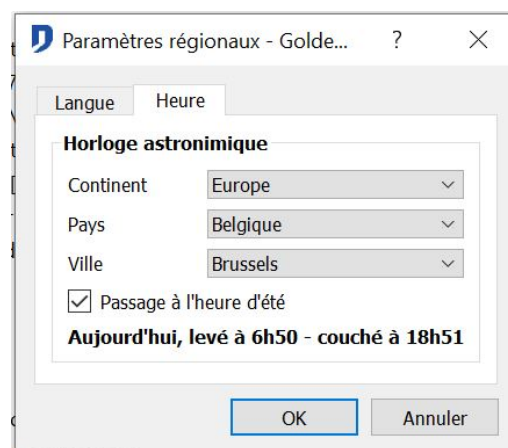 Paramètres régionaux - Golde... ?
Langue Heure
Horloge astronimique
Continent Europe
Pays Belgique
Ville Brussels
Passage à l'heure d'été
Aujourd'hui, levé à 6h50 - couché à 18h51
OK Annuler